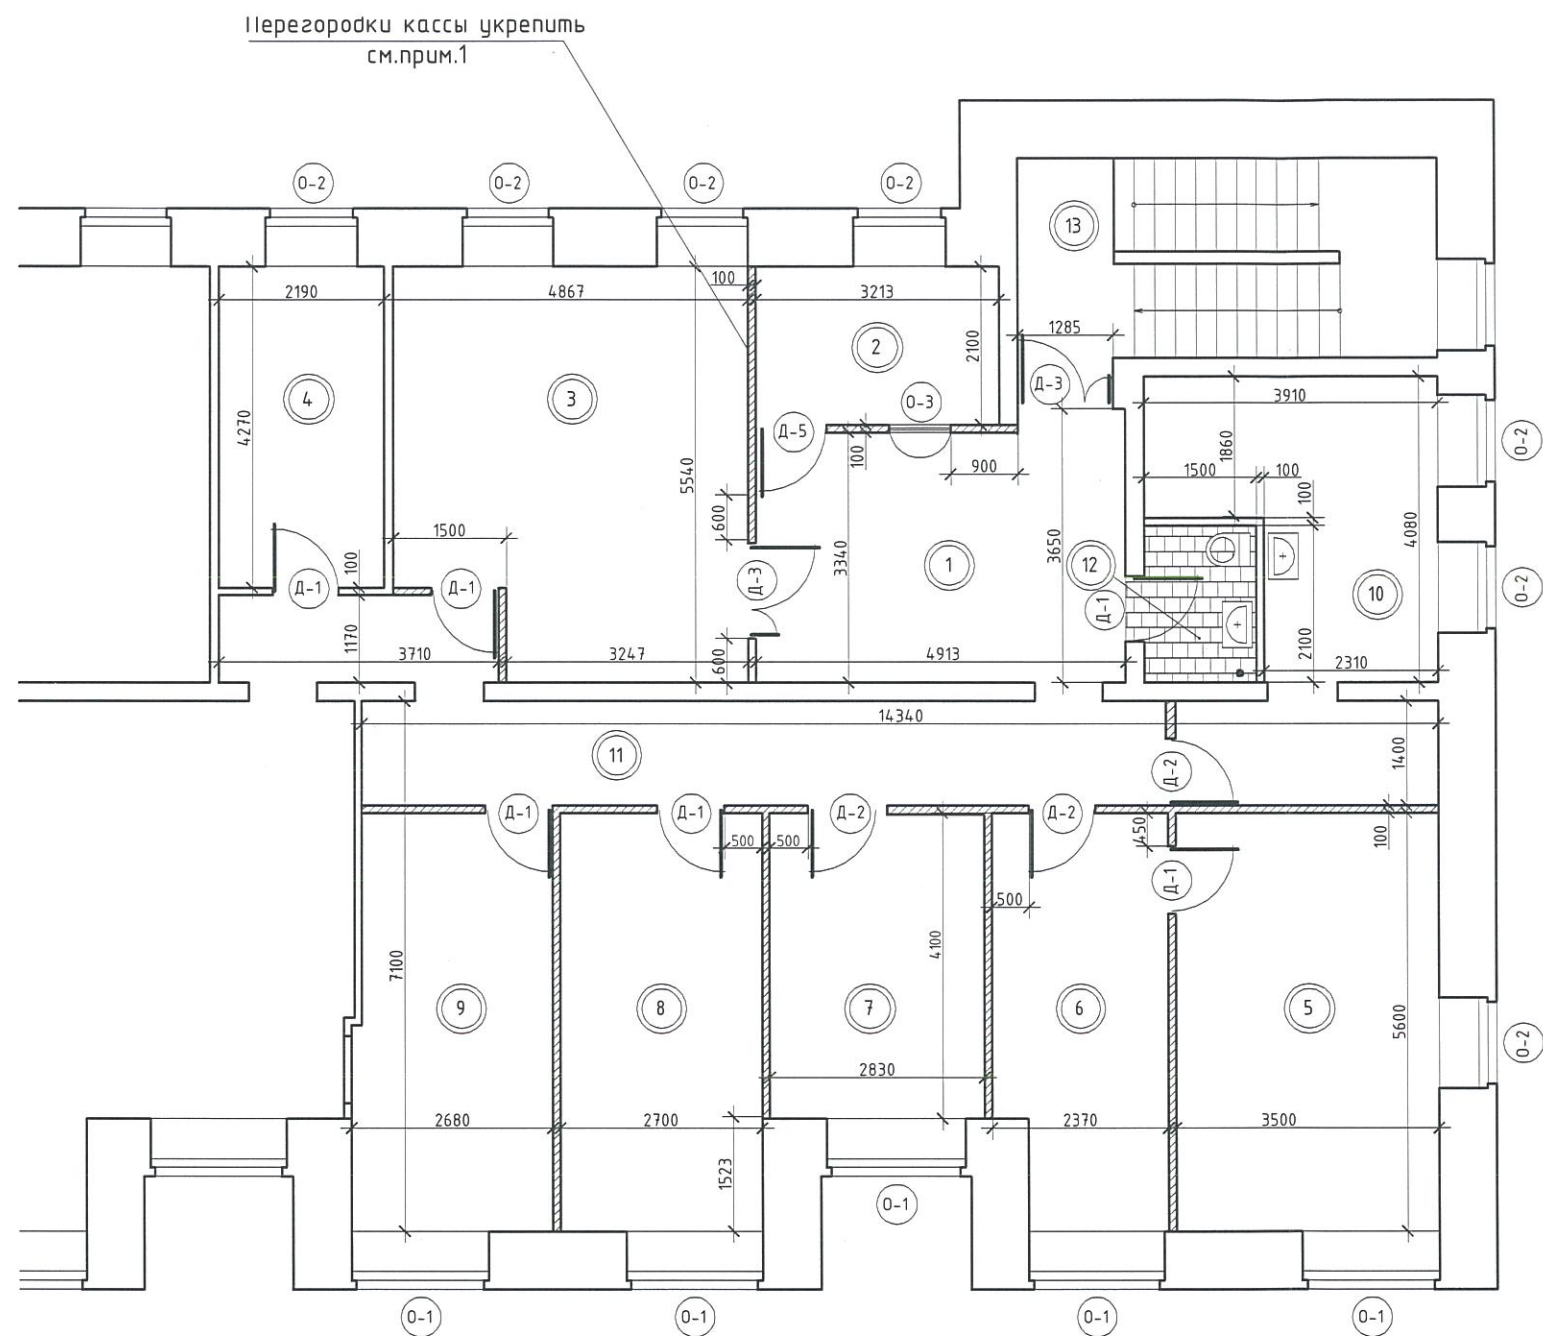 Перегородки кассы укрепить
см.прим.1
О-2
О-2
О-2
О-2
13
100
2190
4867
3213
1285
2
2100
О-3
Д-3
3910
4
3
4270
Д-5
100
900
1860
1500
100
О-2
5540
600
100
1500
3340
3650
4080
1
12
10
100
Д-1
Д-1
Д-3
Д-1
О-2
1170
3710
3247
600
4913
2100
2310
14340
11
Д-2
1400
Д-1
Д-1
Д-2
Д-2
450
100
500
500
Д-1
500
7100
4100
9
8
7
6
5
5600
О-2
2830
2680
2700
2370
3500
1523
О-1
О-1
О-1
О-1
О-1